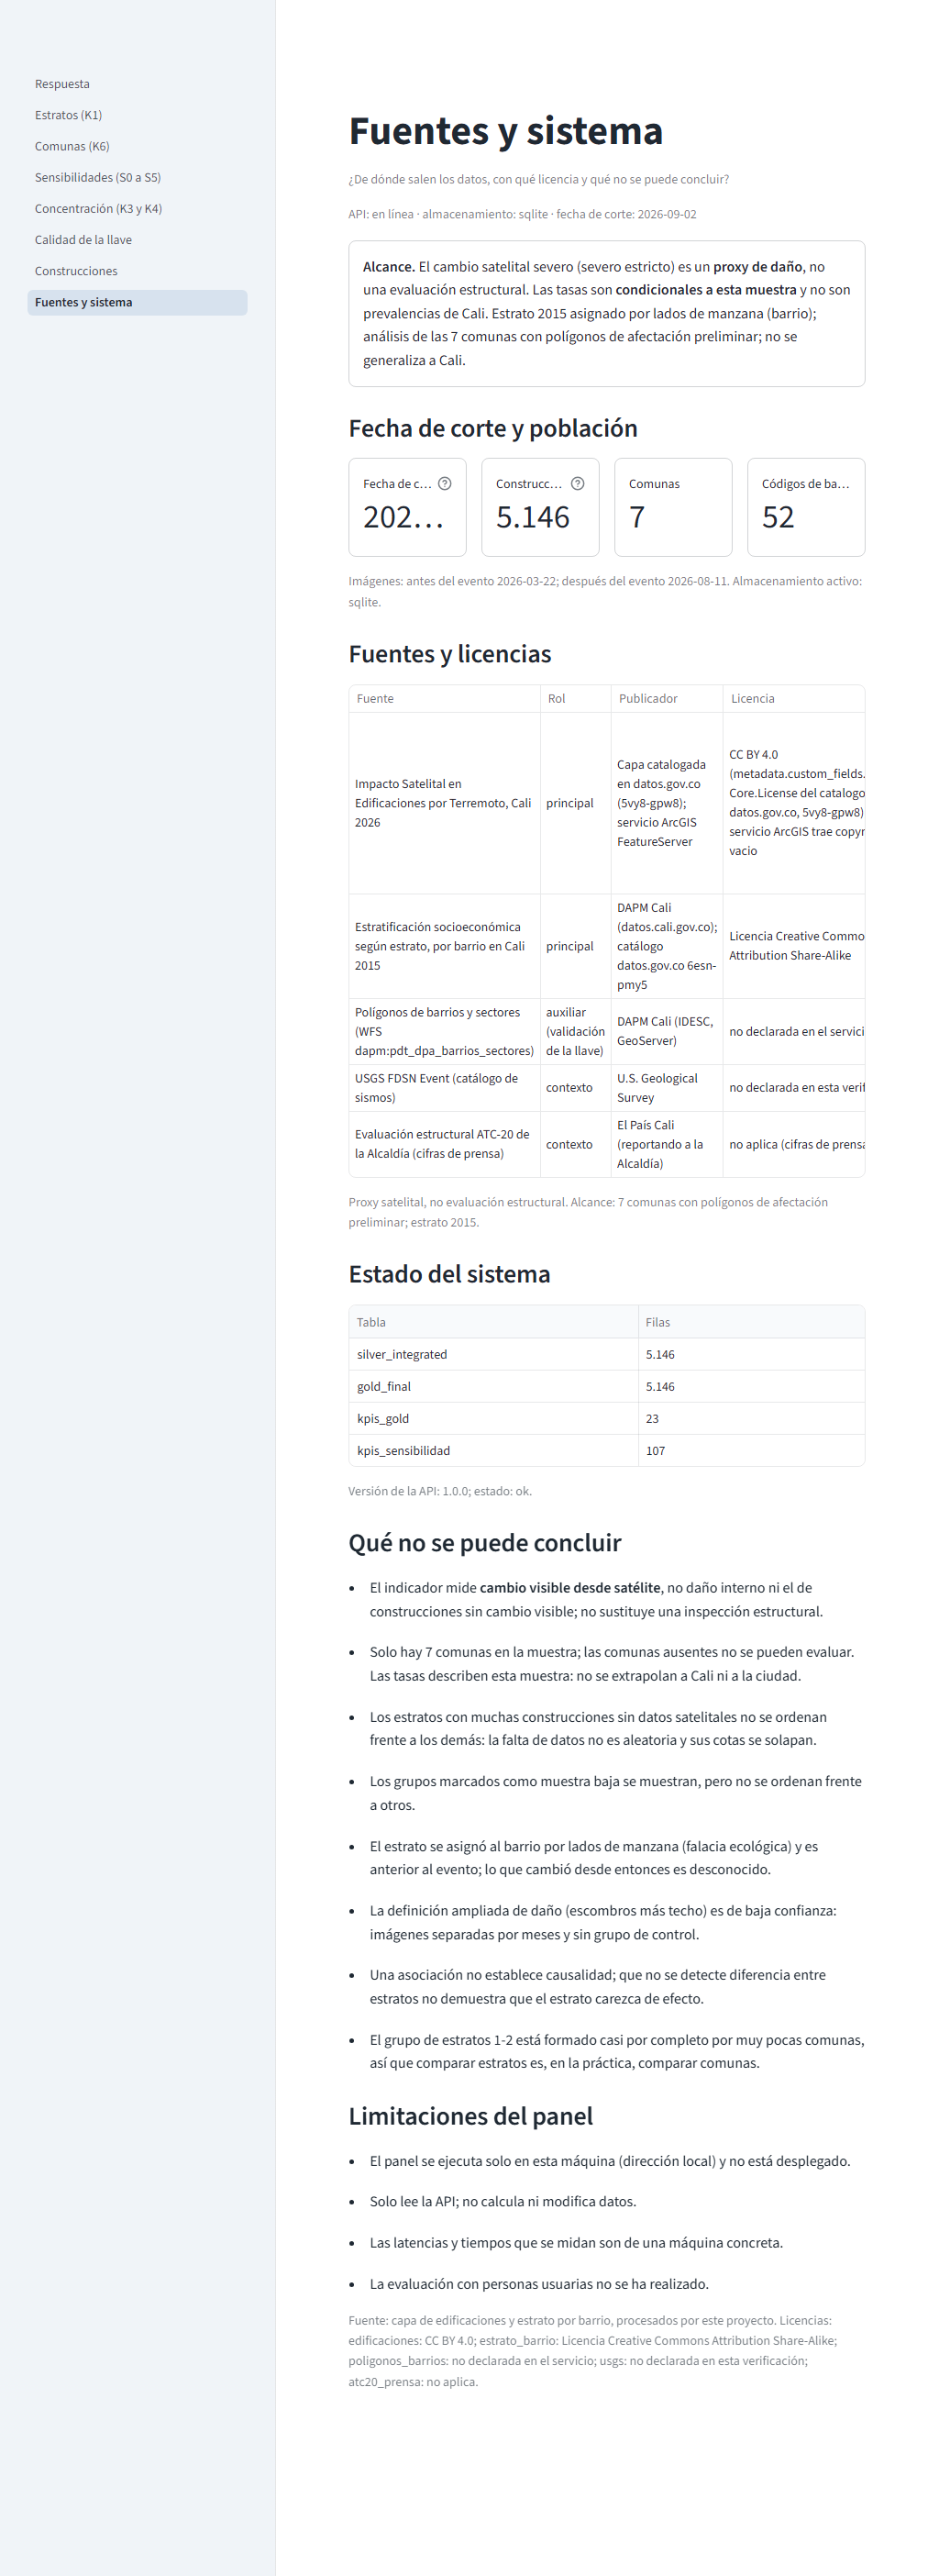 Respuesta
Estratos (K1)
Comunas (K6)
Sensibilidades (S0 a S5)
Concentración (K3 y K4)
Calidad de la llave
Construcciones
Fuentes y sistema
Fuentes y sistema
¿De dónde salen los datos, con qué licencia y qué no se puede concluir?
API: en línea · almacenamiento: sqlite · fecha de corte: 2026-09-02
Alcance. El cambio satelital severo (severo estricto) es un proxy de daño, no
una evaluación estructural. Las tasas son condicionales a esta muestra y no son
prevalencias de Cali. Estrato 2015 asignado por lados de manzana (barrio);
análisis de las 7 comunas con polígonos de afectación preliminar; no se
generaliza a Cali.
Fecha de corte y población
Fecha de c...
202...
Construcc...
5.146
Comunas
7
Códigos de ba...
52
Imágenes: antes del evento 2026-03-22; después del evento 2026-08-11. Almacenamiento activo:
sqlite.
Fuentes y licencias
Fuente Rol Publicador Licencia
Impacto Satelital en
Edificaciones por Terremoto, Cali
2026
principal
Capa catalogada
en datos.gov.co
(5vy8-gpw8);
servicio ArcGIS
FeatureServer
CC BY 4.0
(metadata.custom_fields.
Core.License del catalogo
datos.gov.co, 5vy8-gpw8)
servicio ArcGIS trae copyr
vacio
Estratificación socioeconómica
según estrato, por barrio en Cali
2015
principal
DAPM Cali
(datos.cali.gov.co);
catálogo
datos.gov.co 6esn-
pmy5
Licencia Creative Commo
Attribution Share-Alike
Polígonos de barrios y sectores
(WFS
dapm:pdt_dpa_barrios_sectores)
auxiliar
(validación
de la llave)
DAPM Cali (IDESC,
GeoServer)
no declarada en el servici
USGS FDSN Event (catálogo de
sismos)
contexto
U.S. Geological
Survey
no declarada en esta verif
Evaluación estructural ATC-20 de
la Alcaldía (cifras de prensa)
contexto
El País Cali
(reportando a la
Alcaldía)
no aplica (cifras de prensa
Proxy satelital, no evaluación estructural. Alcance: 7 comunas con polígonos de afectación
preliminar; estrato 2015.
Estado del sistema
Tabla Filas
silver_integrated 5.146
gold_final 5.146
kpis_gold 23
kpis_sensibilidad 107
Versión de la API: 1.0.0; estado: ok.
Qué no se puede concluir
• El indicador mide cambio visible desde satélite, no daño interno ni el de
construcciones sin cambio visible; no sustituye una inspección estructural.
• Solo hay 7 comunas en la muestra; las comunas ausentes no se pueden evaluar.
Las tasas describen esta muestra: no se extrapolan a Cali ni a la ciudad.
• Los estratos con muchas construcciones sin datos satelitales no se ordenan
frente a los demás: la falta de datos no es aleatoria y sus cotas se solapan.
• Los grupos marcados como muestra baja se muestran, pero no se ordenan frente
a otros.
• El estrato se asignó al barrio por lados de manzana (falacia ecológica) y es
anterior al evento; lo que cambió desde entonces es desconocido.
• La definición ampliada de daño (escombros más techo) es de baja confianza:
imágenes separadas por meses y sin grupo de control.
• Una asociación no establece causalidad; que no se detecte diferencia entre
estratos no demuestra que el estrato carezca de efecto.
• El grupo de estratos 1-2 está formado casi por completo por muy pocas comunas,
así que comparar estratos es, en la práctica, comparar comunas.
Limitaciones del panel
• El panel se ejecuta solo en esta máquina (dirección local) y no está desplegado.
• Solo lee la API; no calcula ni modifica datos.
• Las latencias y tiempos que se midan son de una máquina concreta.
• La evaluación con personas usuarias no se ha realizado.
Fuente: capa de edificaciones y estrato por barrio, procesados por este proyecto. Licencias:
edificaciones: CC BY 4.0; estrato_barrio: Licencia Creative Commons Attribution Share-Alike;
poligonos_barrios: no declarada en el servicio; usgs: no declarada en esta verificación;
atc20_prensa: no aplica.